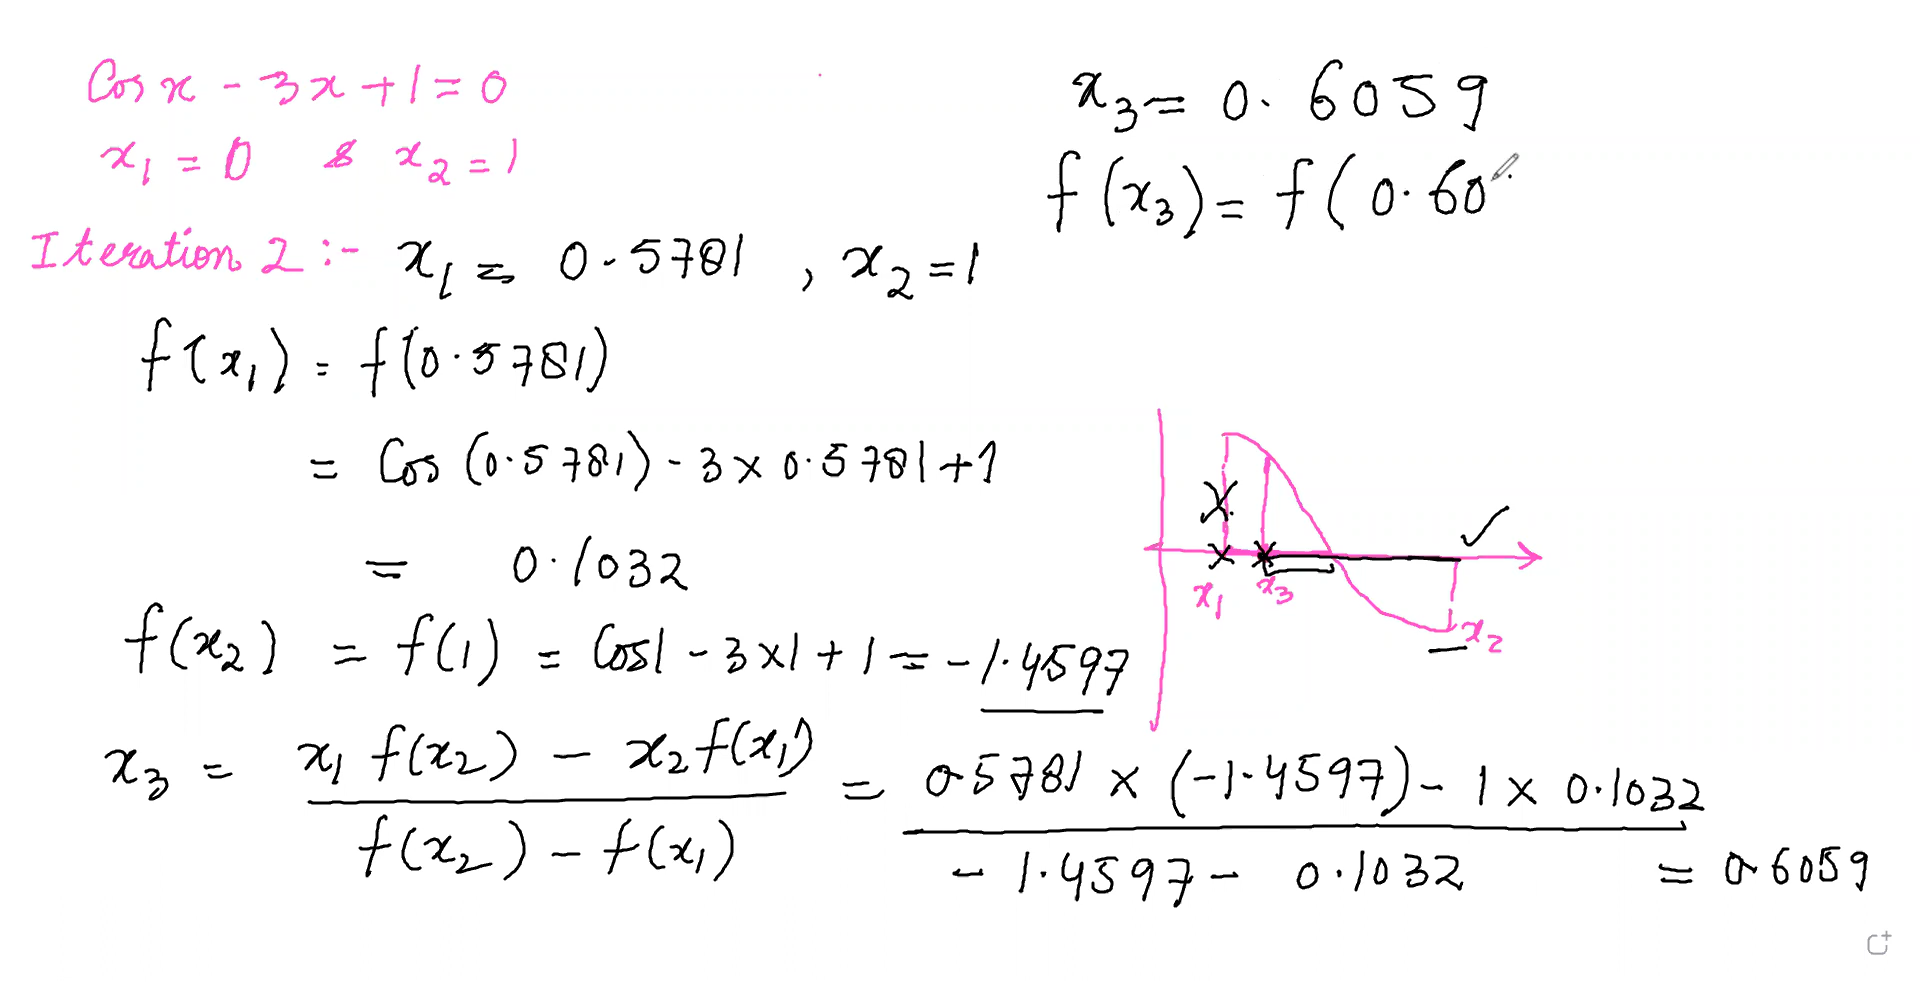 Cos x - 3x + 1 = 0
x₁ = 0 & x₂ = 1
Iteration 2 :- x₁ = 0.5781 , x₂ = 1
f(x₁) = f(0.5781)
= Cos (0.5781) - 3 × 0.5781 + 1
= 0.1032
f(x₂) = f(1) = Cos1 - 3×1 + 1 = -1.4597
x₃ = (x₁ f(x₂) - x₂ f(x₁)) / (f(x₂) - f(x₁)) = (0.5781 × (-1.4597) - 1 × 0.1032) / (-1.4597 - 0.1032) = 0.6059
x₃ = 0.6059
f(x₃) = f(0.60
x₁ x₃ x₂